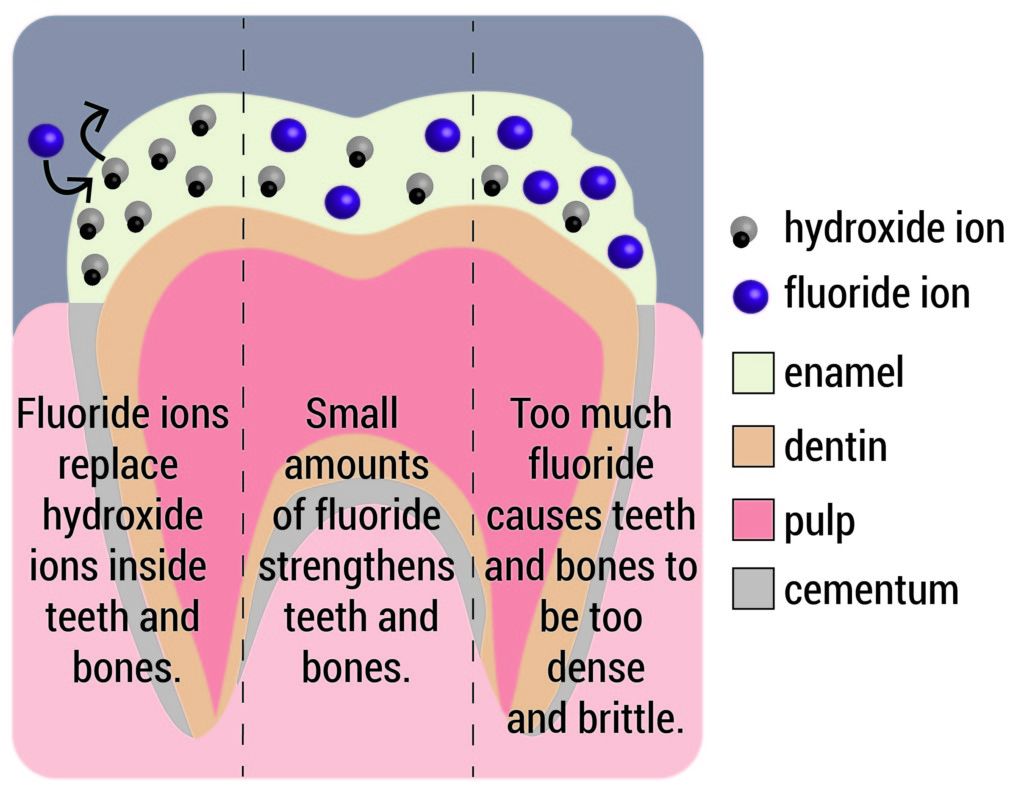 Fluoride ions
replace
hydroxide
ions inside
teeth and
bones.
Small
amounts
of fluoride
strengthens
teeth and
bones.
Too much
fluoride
causes teeth
and bones to
be too
dense
and brittle.
hydroxide ion
fluoride ion
enamel
dentin
pulp
cementum